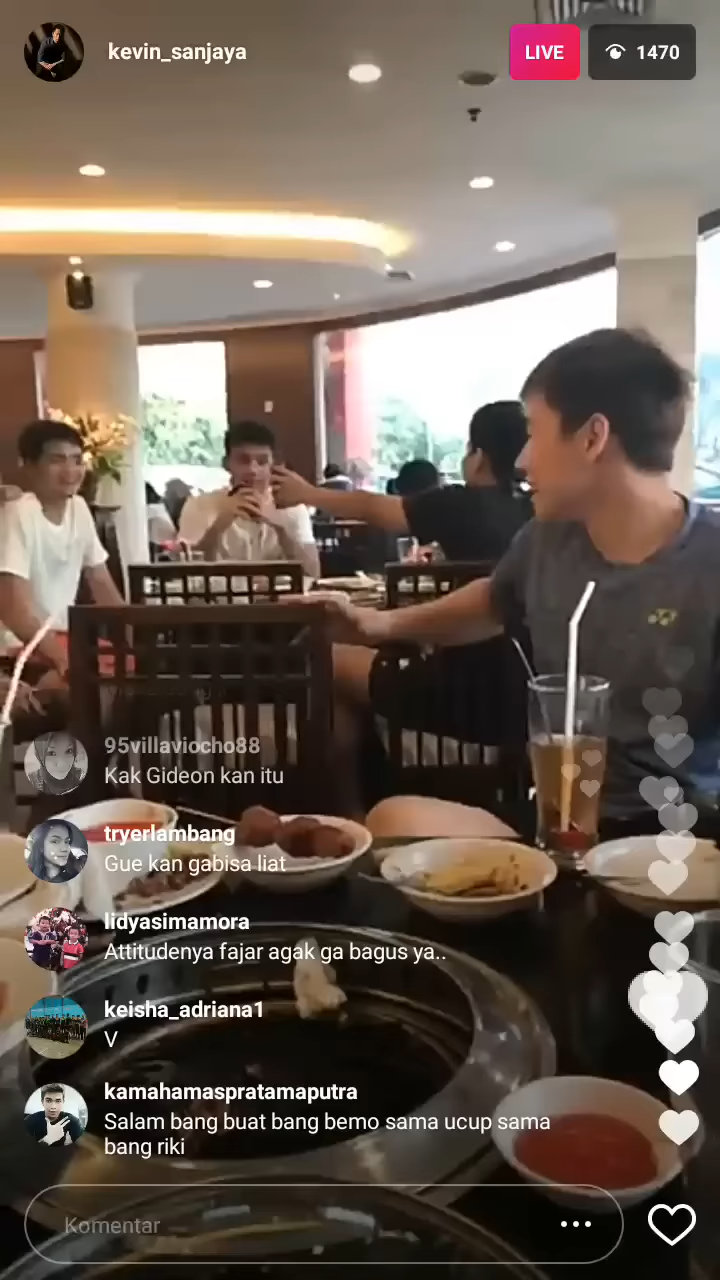 kevin_sanjaya
LIVE
1470
95villaviocho88
Kak Gideon kan itu
tryerlambang
Gue kan gabisa liat
lidyasimamora
Attitudenya fajar agak ga bagus ya..
keisha_adriana1
V
kamahamaspratamaputra
Salam bang buat bang bemo sama ucup sama
bang riki
Komentar